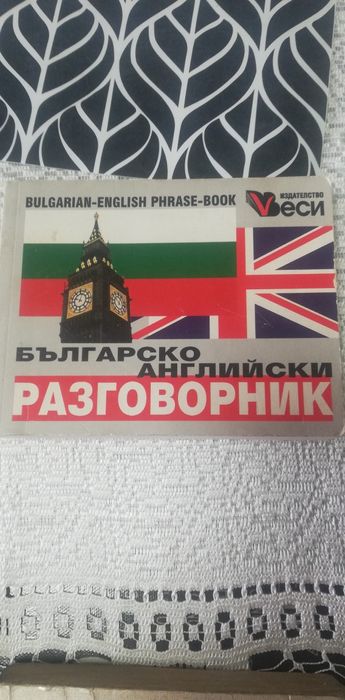 BULGARIAN-ENGLISH PHRASE-BOOK
ИЗДАТЕЛСТВО
Веси
БЪЛГАРСКО
АНГЛИЙСКИ
РАЗГОВОРНИК